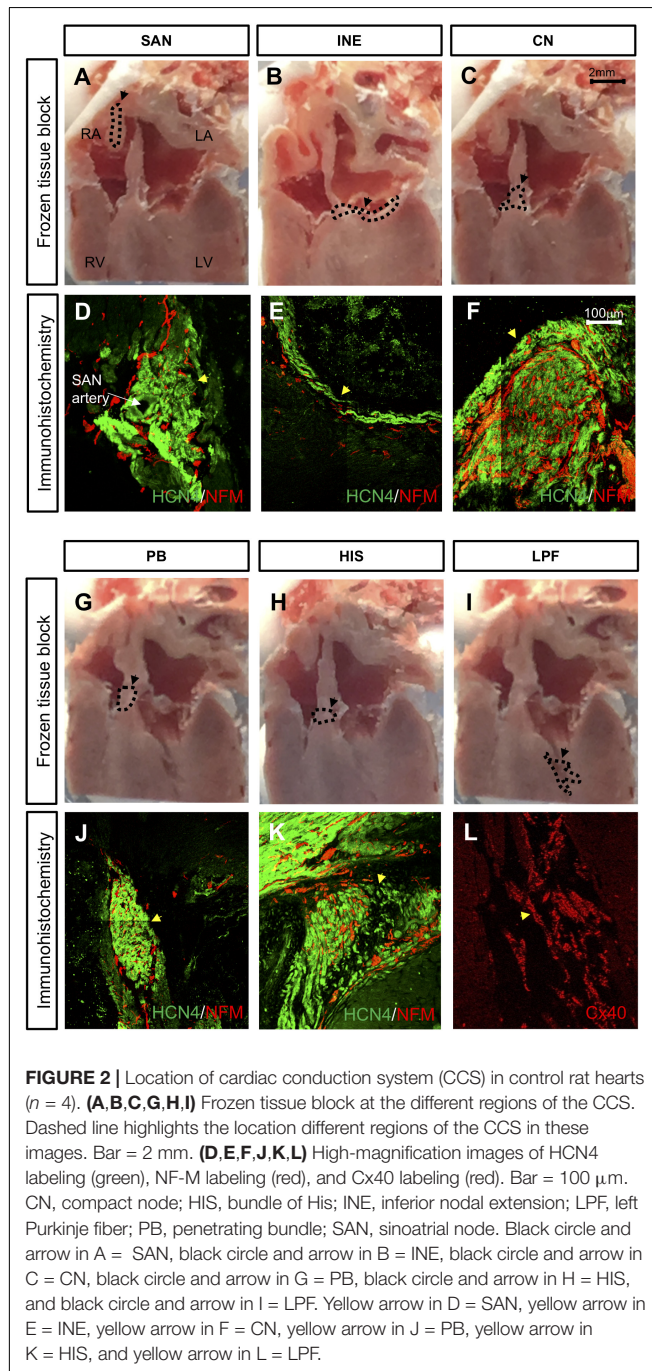 SAN INE CN
Frozen tissue block
A B C
2mm
RA LA
RV LV
Immunohistochemistry
D E F
100μm
SAN
artery
HCN4/NFM HCN4/NFM HCN4/NFM
PB HIS LPF
Frozen tissue block
G H I
Immunohistochemistry
J K L
HCN4/NFM HCN4/NFM Cx40
FIGURE 2 | Location of cardiac conduction system (CCS) in control rat hearts
(n = 4). (A,B,C,G,H,I) Frozen tissue block at the different regions of the CCS.
Dashed line highlights the location different regions of the CCS in these
images. Bar = 2 mm. (D,E,F,J,K,L) High-magnification images of HCN4
labeling (green), NF-M labeling (red), and Cx40 labeling (red). Bar = 100 μm.
CN, compact node; HIS, bundle of His; INE, inferior nodal extension; LPF, left
Purkinje fiber; PB, penetrating bundle; SAN, sinoatrial node. Black circle and
arrow in A = SAN, black circle and arrow in B = INE, black circle and arrow in
C = CN, black circle and arrow in G = PB, black circle and arrow in H = HIS,
and black circle and arrow in I = LPF. Yellow arrow in D = SAN, yellow arrow in
E = INE, yellow arrow in F = CN, yellow arrow in J = PB, yellow arrow in
K = HIS, and yellow arrow in L = LPF.